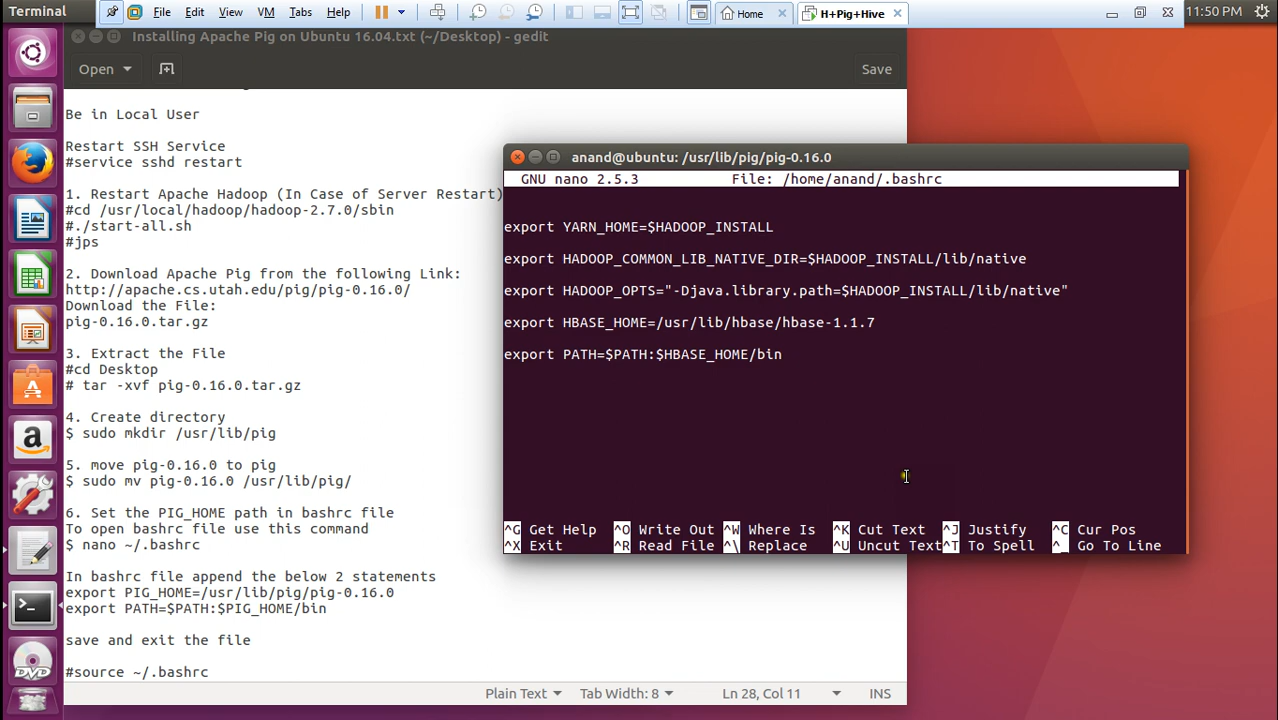 Terminal
File Edit View VM Tabs Help
Home
H+Pig+Hive
11:50 PM
Installing Apache Pig on Ubuntu 16.04.txt (~/Desktop) - gedit
Open
Save
Be in Local User
Restart SSH Service
#service sshd restart
1. Restart Apache Hadoop (In Case of Server Restart)
#cd /usr/local/hadoop/hadoop-2.7.0/sbin
#./start-all.sh
#jps
2. Download Apache Pig from the following Link:
http://apache.cs.utah.edu/pig/pig-0.16.0/
Download the File:
pig-0.16.0.tar.gz
3. Extract the File
#cd Desktop
# tar -xvf pig-0.16.0.tar.gz
4. Create directory
$ sudo mkdir /usr/lib/pig
5. move pig-0.16.0 to pig
$ sudo mv pig-0.16.0 /usr/lib/pig/
6. Set the PIG_HOME path in bashrc file
To open bashrc file use this command
$ nano ~/.bashrc
In bashrc file append the below 2 statements
export PIG_HOME=/usr/lib/pig/pig-0.16.0
export PATH=$PATH:$PIG_HOME/bin
save and exit the file
#source ~/.bashrc
Plain Text
Tab Width: 8
Ln 28, Col 11
INS
anand@ubuntu: /usr/lib/pig/pig-0.16.0
GNU nano 2.5.3 File: /home/anand/.bashrc
export YARN_HOME=$HADOOP_INSTALL
export HADOOP_COMMON_LIB_NATIVE_DIR=$HADOOP_INSTALL/lib/native
export HADOOP_OPTS="-Djava.library.path=$HADOOP_INSTALL/lib/native"
export HBASE_HOME=/usr/lib/hbase/hbase-1.1.7
export PATH=$PATH:$HBASE_HOME/bin
^G Get Help ^O Write Out ^W Where Is ^K Cut Text ^J Justify ^C Cur Pos
^X Exit ^R Read File ^\ Replace ^U Uncut Text ^T To Spell ^_ Go To Line